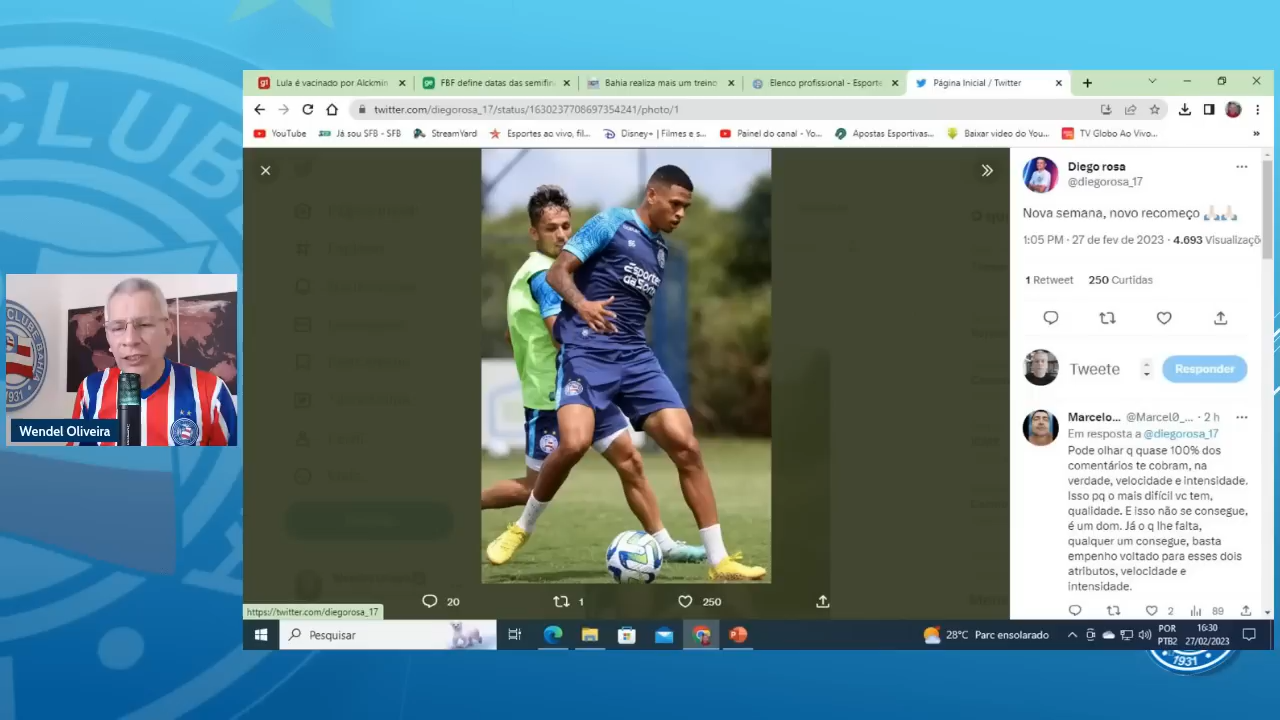 Lula é vacinado por Alckmin
FBF define datas das semifin
Bahia realiza mais um treino
Elenco profissional - Esporte
Página Inicial / Twitter
twitter.com/diegorosa_17/status/1630237708697354241/photo/1
YouTube
Já sou SFB - SFB
StreamYard
Esportes ao vivo, fil...
Disney+ | Filmes e s...
Painel do canal - Yo...
Apostas Esportivas...
Baixar video do You...
TV Globo Ao Vivo...
Diego rosa
@diegorosa_17
Nova semana, novo recomeço 🙏🏻🙏🏻
1:05 PM · 27 de fev de 2023 · 4.693 Visualizaçõ
1 Retweet 250 Curtidas
Tweete
Responder
Marcelo... @Marcel0_... · 2 h
Em resposta a @diegorosa_17
Pode olhar q quase 100% dos
comentários te cobram, na
verdade, velocidade e intensidade.
Isso pq o mais difícil vc tem,
qualidade. E isso não se consegue,
é um dom. Já o q lhe falta,
qualquer um consegue, basta
empenho voltado para esses dois
atributos, velocidade e
intensidade.
2 89
Esportes
da Sorte
20 1 250
https://twitter.com/diegorosa_17
Wendel Oliveira
CLUBE BAHIA
1931
Pesquisar
28°C Parc ensolarado
POR
PTB2
16:30
27/02/2023
CLUBE
1931